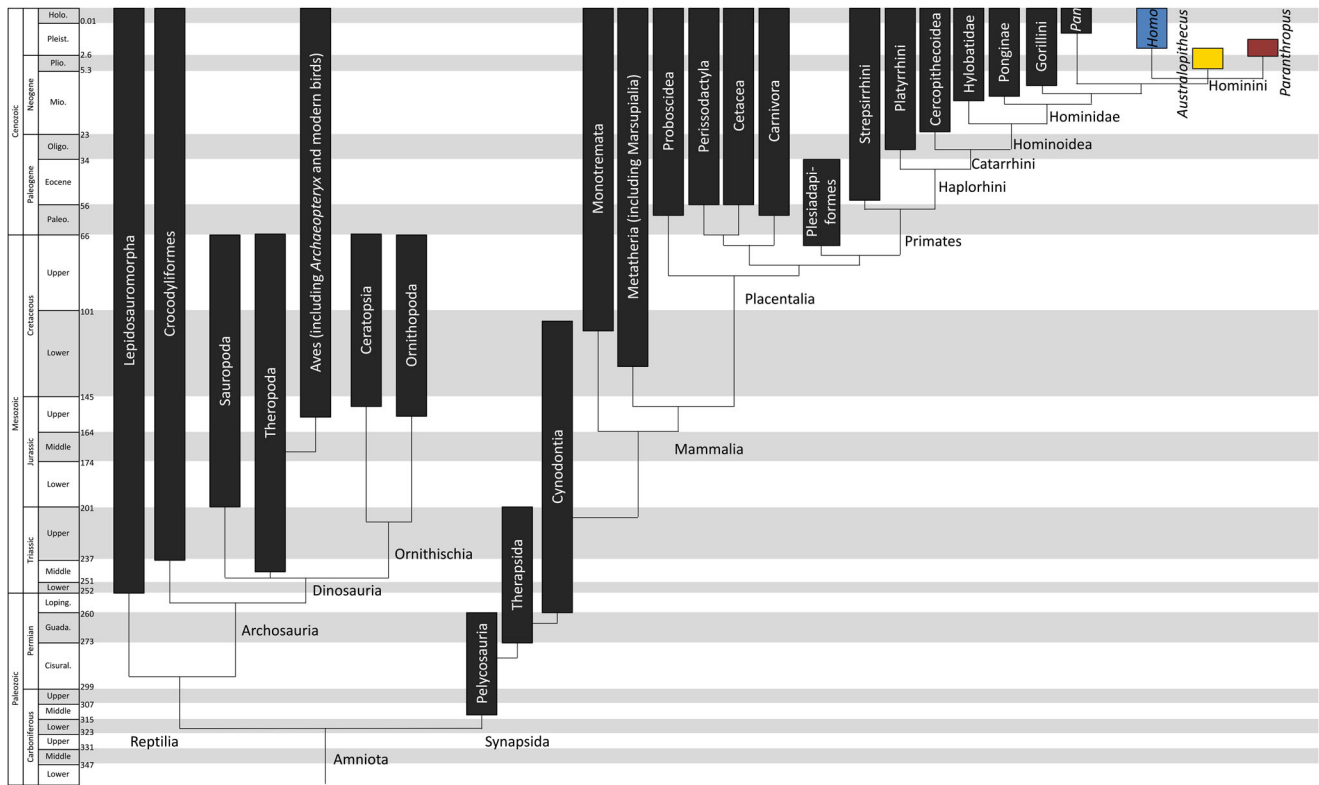 Cenozoic
Mesozoic
Paleozoic
Neogene
Paleogene
Cretaceous
Jurassic
Triassic
Permian
Carboniferous
Holo.
Pleist.
Plio.
Mio.
Oligo.
Eocene
Paleo.
Upper
Lower
Upper
Middle
Lower
Upper
Middle
Lower
Loping.
Guada.
Cisural.
Upper
Middle
Lower
Upper
Middle
Lower
0.01
2.6
5.3
23
34
56
66
101
145
164
174
201
237
251
252
260
273
299
307
315
323
331
347
Lepidosauromorpha
Crocodyliformes
Sauropoda
Theropoda
Aves (including Archaeopteryx and modern birds)
Ceratopsia
Ornithopoda
Pelycosauria
Therapsida
Cynodontia
Monotremata
Metatheria (including Marsupialia)
Proboscidea
Perissodactyla
Cetacea
Carnivora
Plesiadapi-
formes
Strepsirrhini
Platyrrhini
Cercopithecoidea
Hylobatidae
Ponginae
Gorillini
Pan
Homo
Australopithecus
Paranthropus
Hominini
Hominidae
Hominoidea
Catarrhini
Haplorhini
Primates
Placentalia
Mammalia
Ornithischia
Dinosauria
Archosauria
Reptilia
Synapsida
Amniota